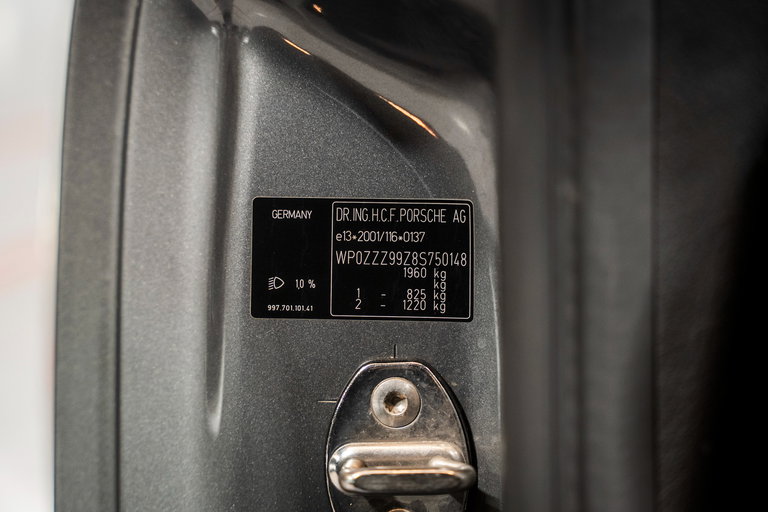 GERMANY
1,0 %
997.701.101.41
DR.ING.H.C.F.PORSCHE AG
e13*2001/116*0137
WP0ZZZ99Z8S750148
1960 kg
kg
1 - 825 kg
2 - 1220 kg